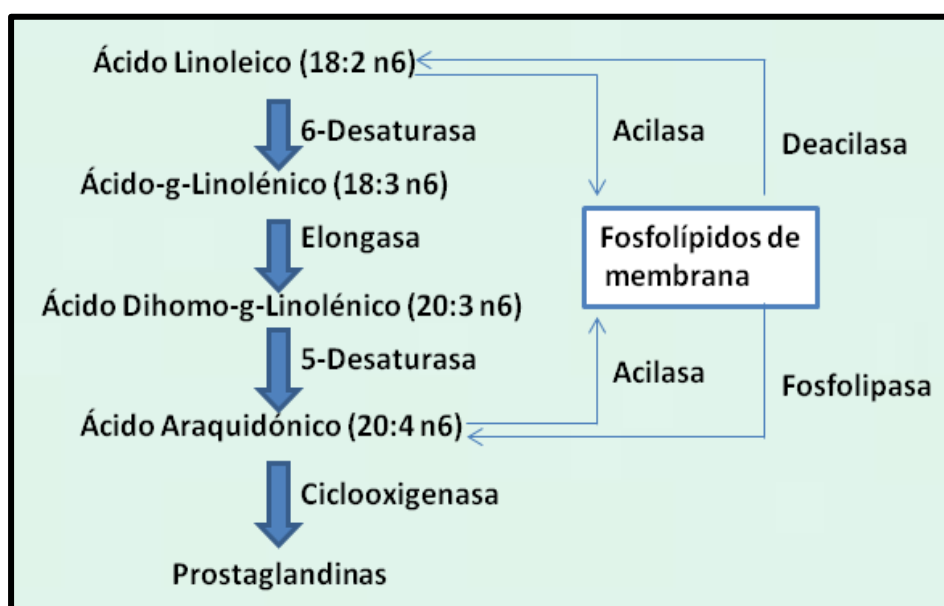 Ácido Linoleico (18:2 n6)
6-Desaturasa
Acilasa
Deacilasa
Ácido-g-Linolénico (18:3 n6)
Elongasa
Fosfolípidos de
membrana
Ácido Dihomo-g-Linolénico (20:3 n6)
5-Desaturasa
Acilasa
Fosfolipasa
Ácido Araquidónico (20:4 n6)
Ciclooxigenasa
Prostaglandinas